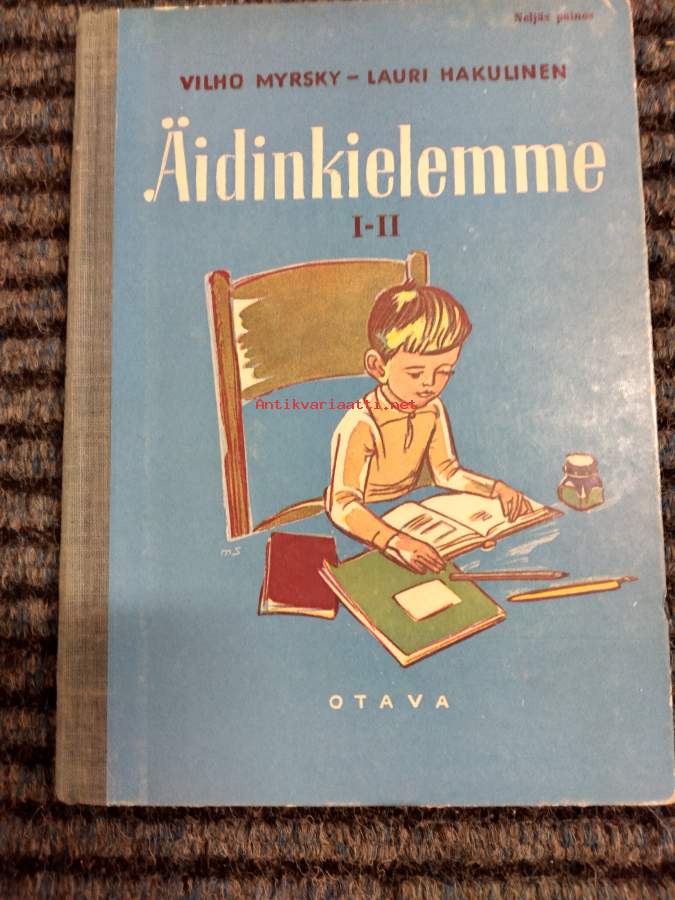 Neljäs painos
VILHO MYRSKY – LAURI HAKULINEN
Äidinkielemme
I-II
Antikvariaatti.net
MS
OTAVA